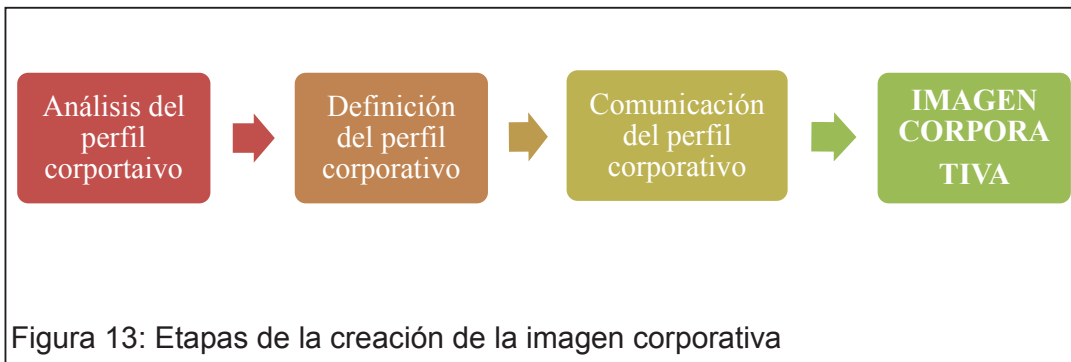 Análisis del
perfil
corportaivo
Definición
del perfil
corporativo
Comunicación
del perfil
corporativo
IMAGEN
CORPORA
TIVA
Figura 13: Etapas de la creación de la imagen corporativa